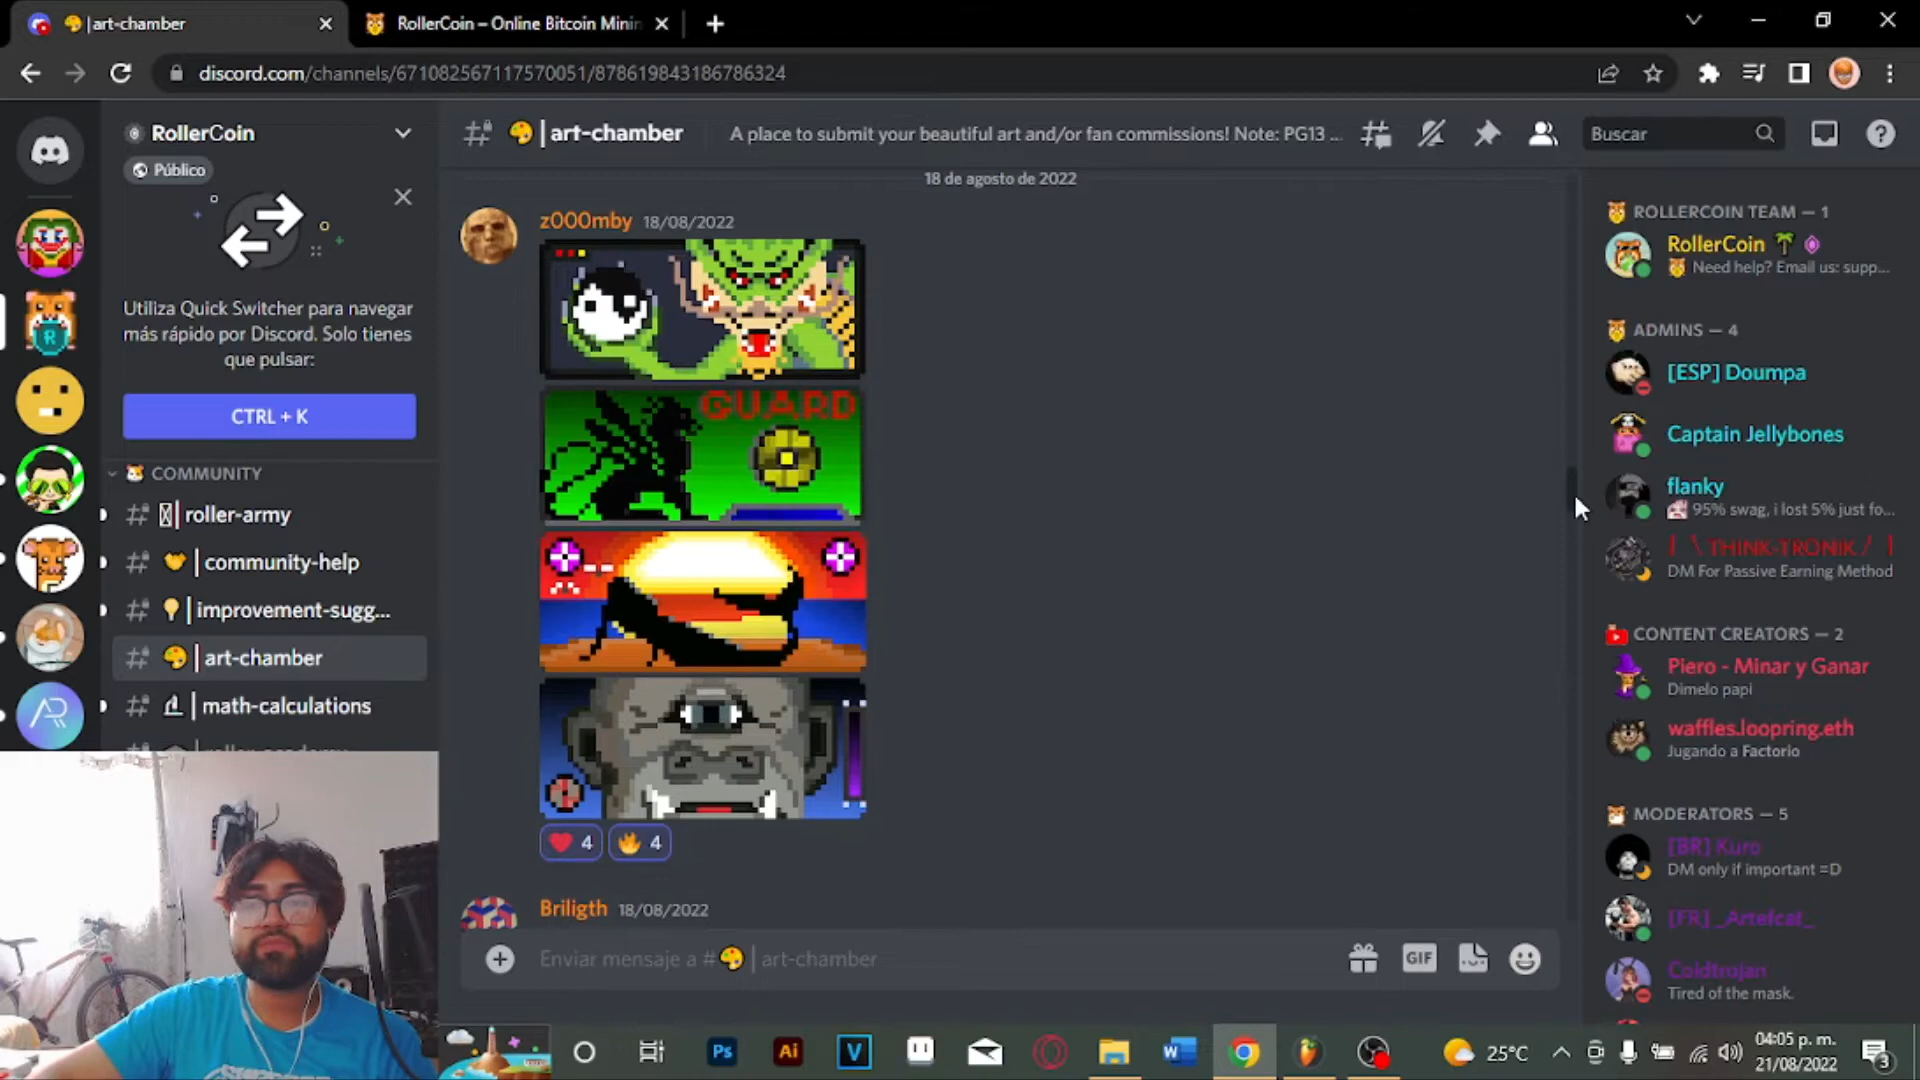 | art-chamber
RollerCoin – Online Bitcoin Minin
discord.com/channels/671082567117570051/878619843186786324
RollerCoin
Público
Utiliza Quick Switcher para navegar
más rápido por Discord. Solo tienes
que pulsar:
CTRL + K
COMMUNITY
| roller-army
| community-help
| improvement-sugg...
| art-chamber
| math-calculations
| art-chamber
A place to submit your beautiful art and/or fan commissions! Note: PG13 ...
Buscar
18 de agosto de 2022
z000mby 18/08/2022
GUARD
4
4
Briligth 18/08/2022
Enviar mensaje a # | art-chamber
GIF
ROLLERCOIN TEAM — 1
RollerCoin
Need help? Email us: supp...
ADMINS — 4
[ESP] Doumpa
Captain Jellybones
flanky
95% swag, i lost 5% just fo...
| \ THINK-TRONIK / |
DM For Passive Earning Method
CONTENT CREATORS — 2
Piero - Minar y Ganar
Dimelo papi
waffles.loopring.eth
Jugando a Factorio
MODERATORS — 5
[BR] Kuro
DM only if important =D
[FR] _Artefcat_
Coldtrojan
Tired of the mask.
Ps
Ai
V
25°C
04:05 p. m.
21/08/2022
3